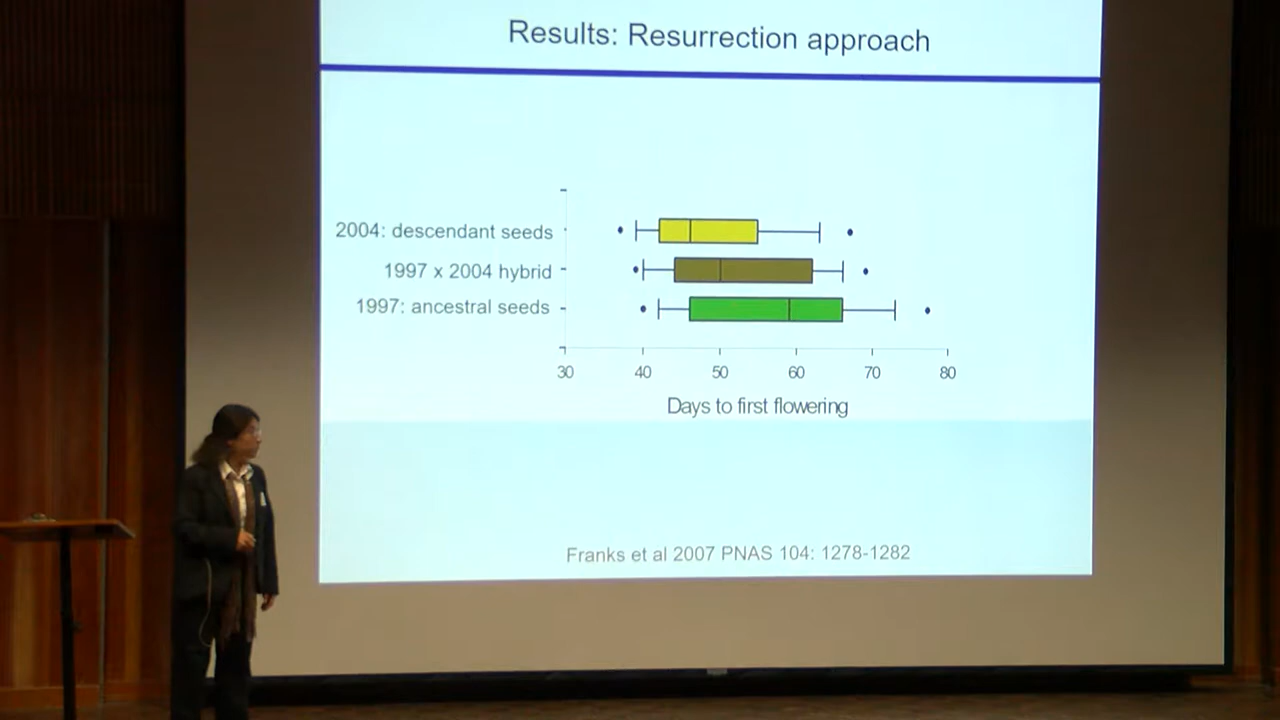 Results: Resurrection approach
2004: descendant seeds
1997 x 2004 hybrid
1997: ancestral seeds
30 40 50 60 70 80
Days to first flowering
Franks et al 2007 PNAS 104: 1278-1282